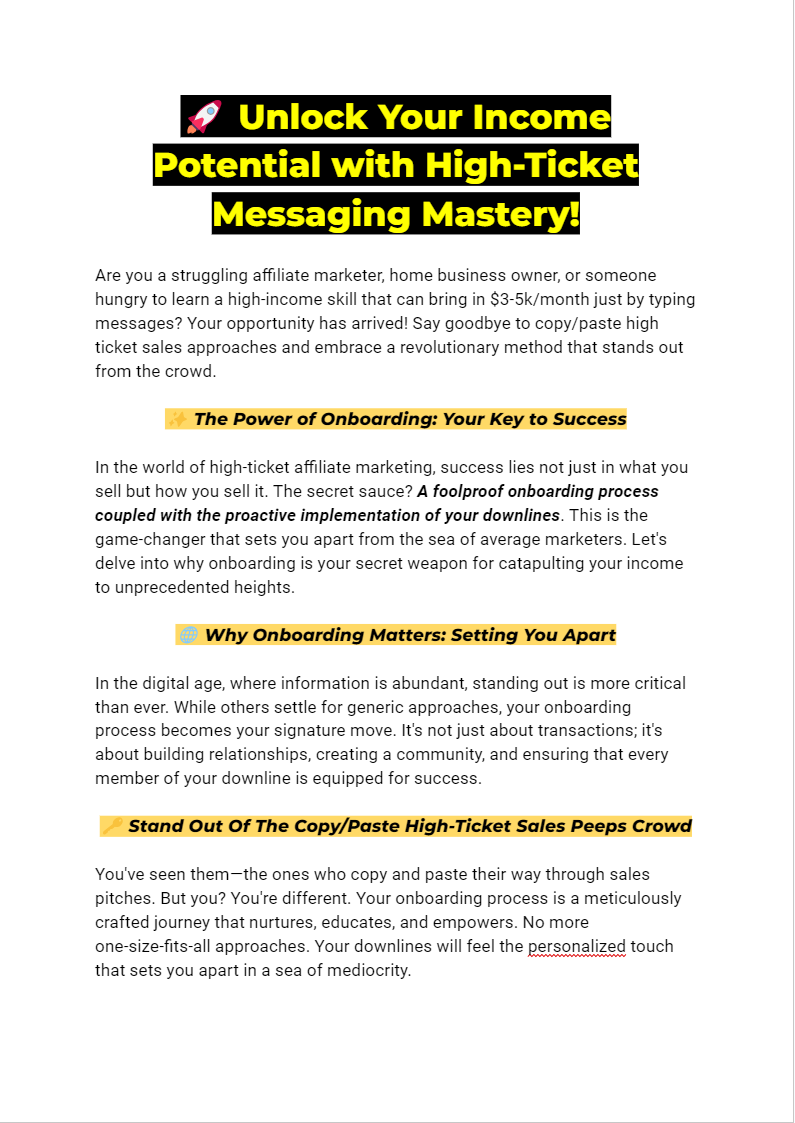 🚀 Unlock Your Income
Potential with High-Ticket
Messaging Mastery!
Are you a struggling affiliate marketer, home business owner, or someone
hungry to learn a high-income skill that can bring in $3-5k/month just by typing
messages? Your opportunity has arrived! Say goodbye to copy/paste high
ticket sales approaches and embrace a revolutionary method that stands out
from the crowd.
✨ The Power of Onboarding: Your Key to Success
In the world of high-ticket affiliate marketing, success lies not just in what you
sell but how you sell it. The secret sauce? A foolproof onboarding process
coupled with the proactive implementation of your downlines. This is the
game-changer that sets you apart from the sea of average marketers. Let's
delve into why onboarding is your secret weapon for catapulting your income
to unprecedented heights.
🌐 Why Onboarding Matters: Setting You Apart
In the digital age, where information is abundant, standing out is more critical
than ever. While others settle for generic approaches, your onboarding
process becomes your signature move. It's not just about transactions; it's
about building relationships, creating a community, and ensuring that every
member of your downline is equipped for success.
🔑 Stand Out Of The Copy/Paste High-Ticket Sales Peeps Crowd
You've seen them—the ones who copy and paste their way through sales
pitches. But you? You're different. Your onboarding process is a meticulously
crafted journey that nurtures, educates, and empowers. No more
one-size-fits-all approaches. Your downlines will feel the personalized touch
that sets you apart in a sea of mediocrity.